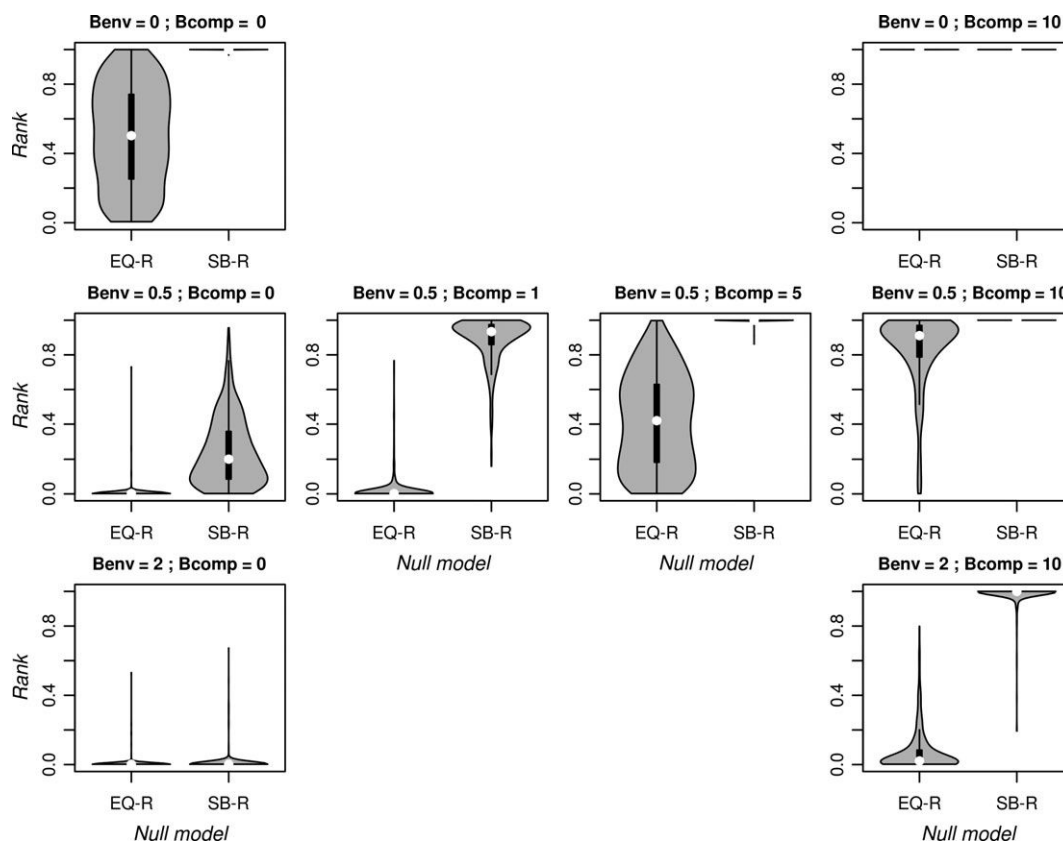 Benv = 0 ; Bcomp = 0
Benv = 0 ; Bcomp = 10
Rank
0.0 0.4 0.8
EQ-R SB-R
0.0 0.4 0.8
EQ-R SB-R
Benv = 0.5 ; Bcomp = 0
Benv = 0.5 ; Bcomp = 1
Benv = 0.5 ; Bcomp = 5
Benv = 0.5 ; Bcomp = 10
Rank
0.0 0.4 0.8
EQ-R SB-R
0.0 0.4 0.8
EQ-R SB-R
Null model
0.0 0.4 0.8
EQ-R SB-R
Null model
0.0 0.4 0.8
EQ-R SB-R
Benv = 2 ; Bcomp = 0
Benv = 2 ; Bcomp = 10
Rank
0.0 0.4 0.8
EQ-R SB-R
Null model
0.0 0.4 0.8
EQ-R SB-R
Null model